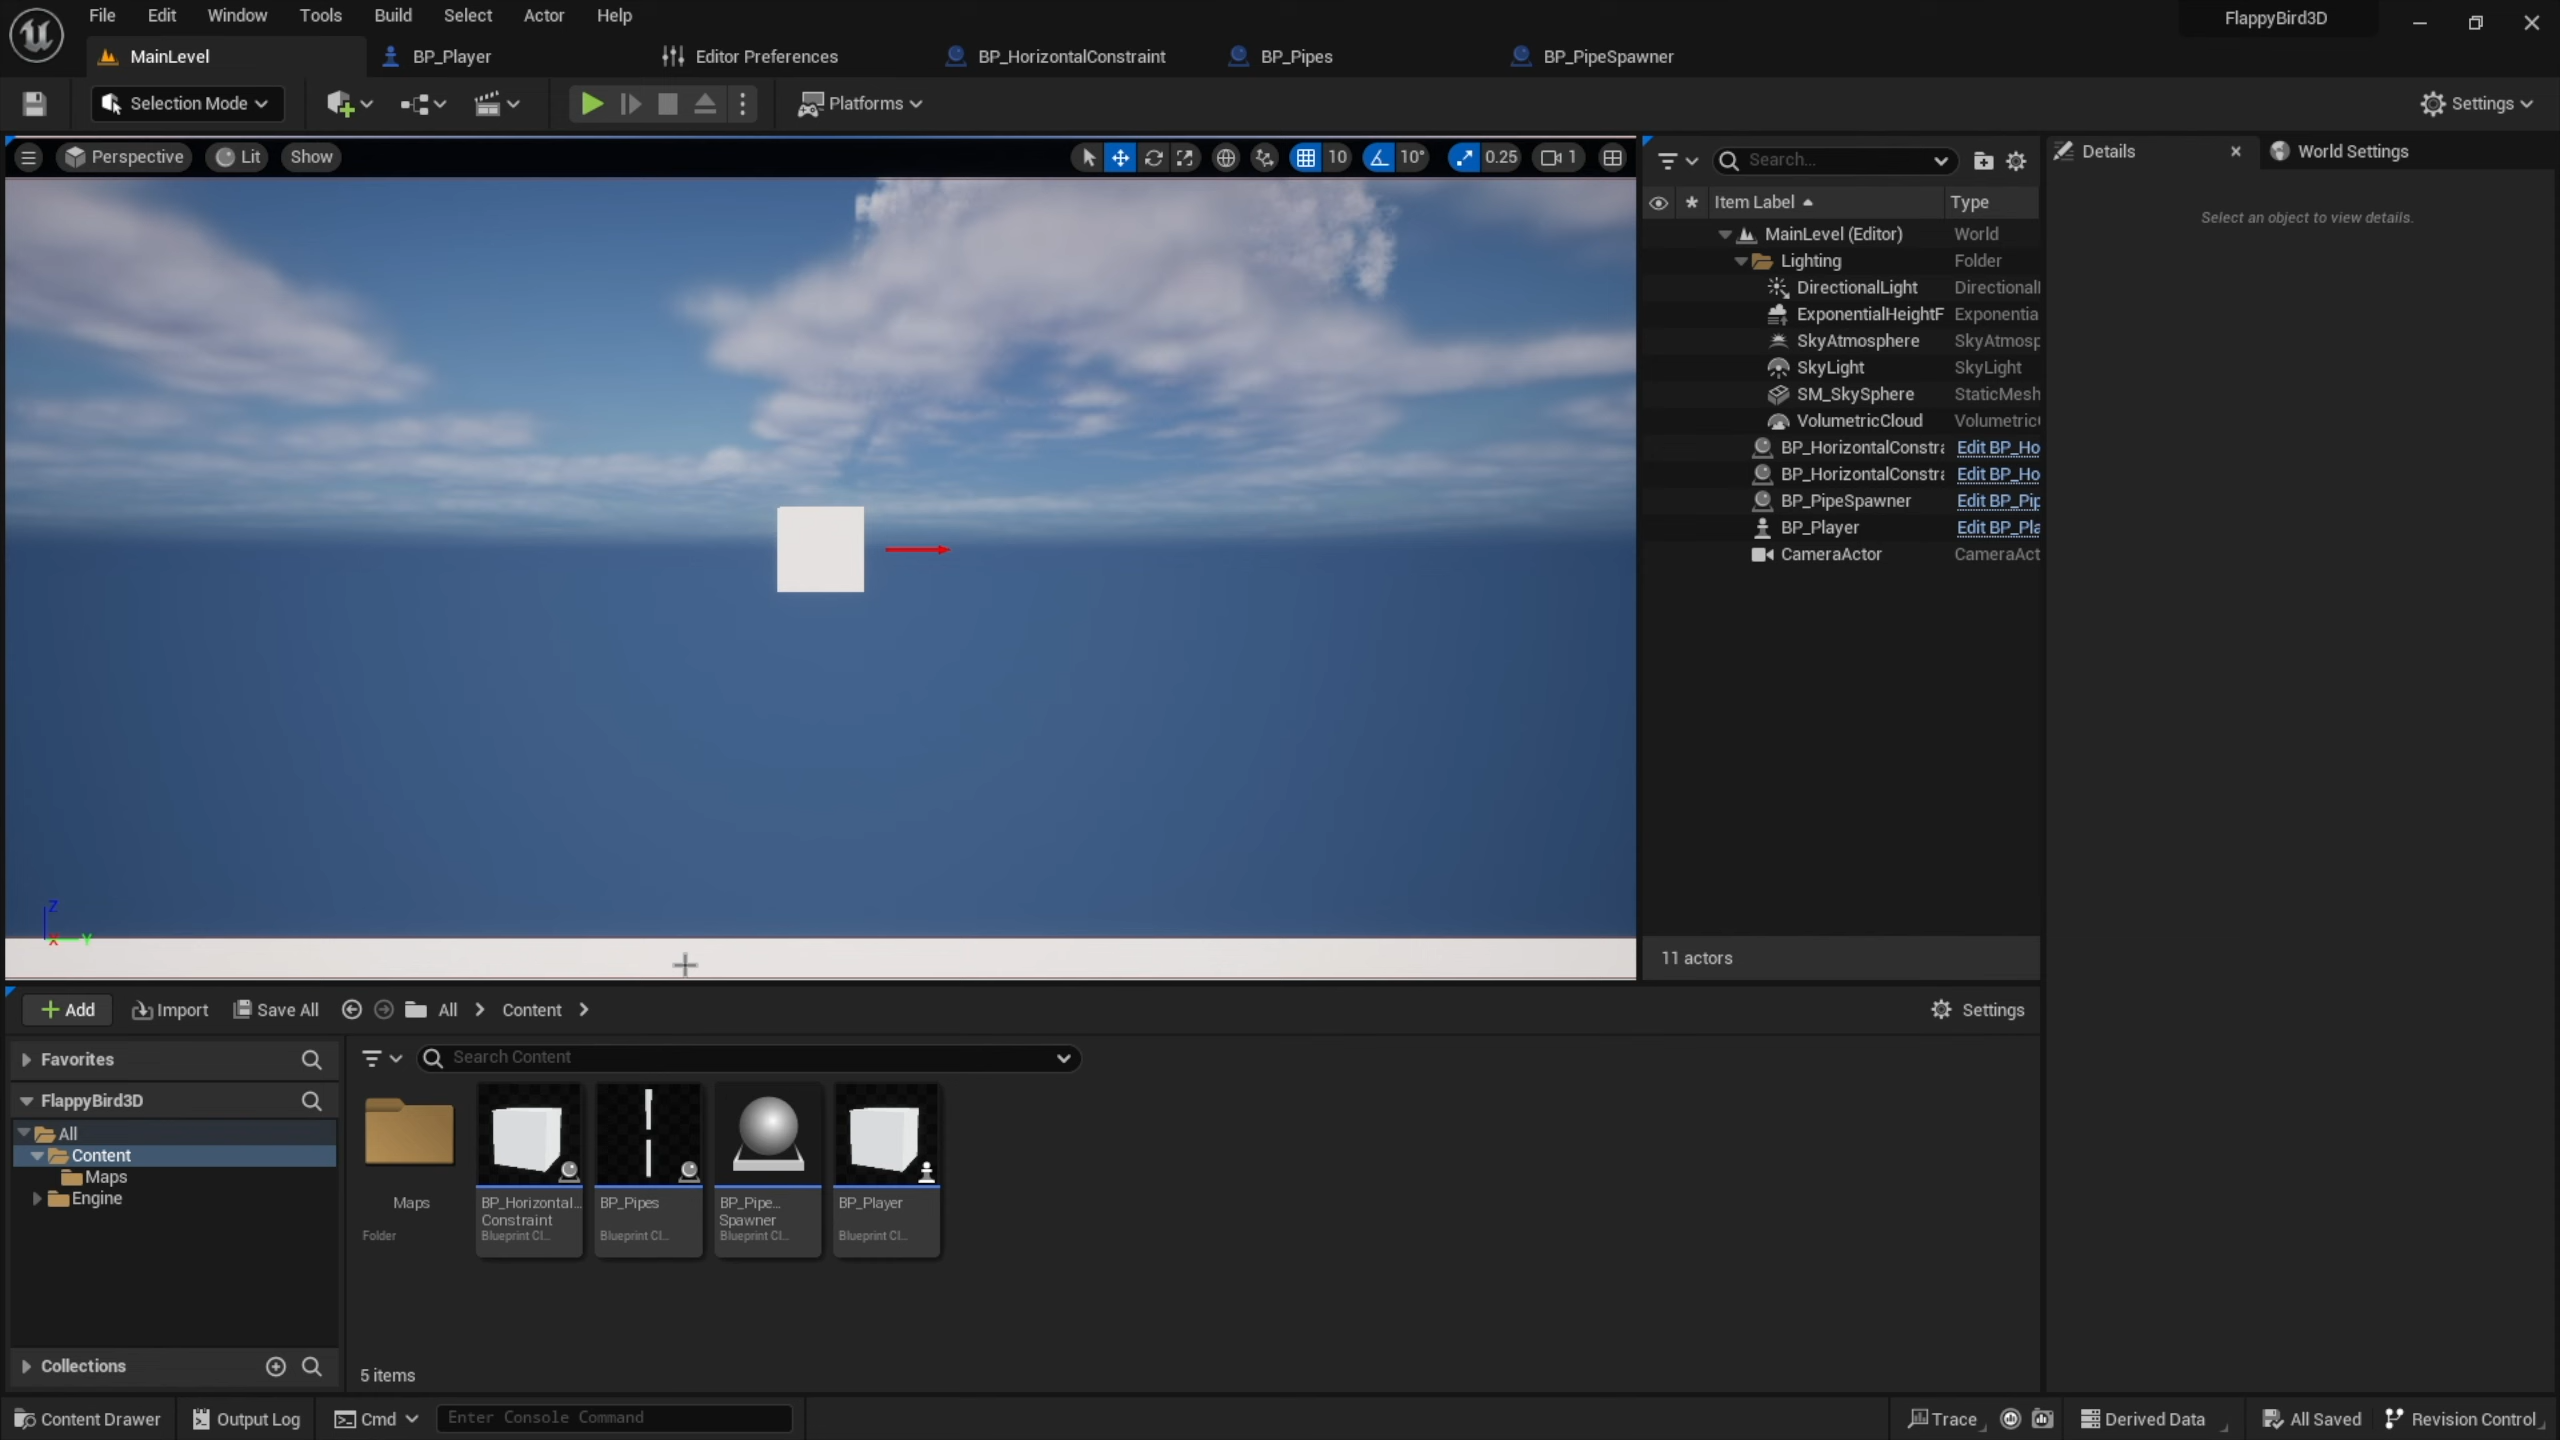 File Edit Window Tools Build Select Actor Help
FlappyBird3D
MainLevel BP_Player Editor Preferences BP_HorizontalConstraint BP_Pipes BP_PipeSpawner
Selection Mode Platforms Settings
Perspective Lit Show 10 10° 0.25 1
Search...
Details World Settings
Item Label Type
Select an object to view details.
MainLevel (Editor) World
Lighting Folder
DirectionalLight Directional
ExponentialHeightF Exponentia
SkyAtmosphere SkyAtmosp
SkyLight SkyLight
SM_SkySphere StaticMesh
VolumetricCloud Volumetric
BP_HorizontalConstra Edit BP_Ho
BP_HorizontalConstra Edit BP_Ho
BP_PipeSpawner Edit BP_Pip
BP_Player Edit BP_Pla
CameraActor CameraAct
Z
X Y
11 actors
Add Import Save All All Content Settings
Favorites
Search Content
FlappyBird3D
All
Content
Maps
Engine
Maps
Folder
BP_Horizontal...
Constraint
Blueprint Cl...
BP_Pipes
Blueprint Cl...
BP_Pipe...
Spawner
Blueprint Cl...
BP_Player
Blueprint Cl...
Collections
5 items
Content Drawer Output Log Cmd Enter Console Command Trace Derived Data All Saved Revision Control